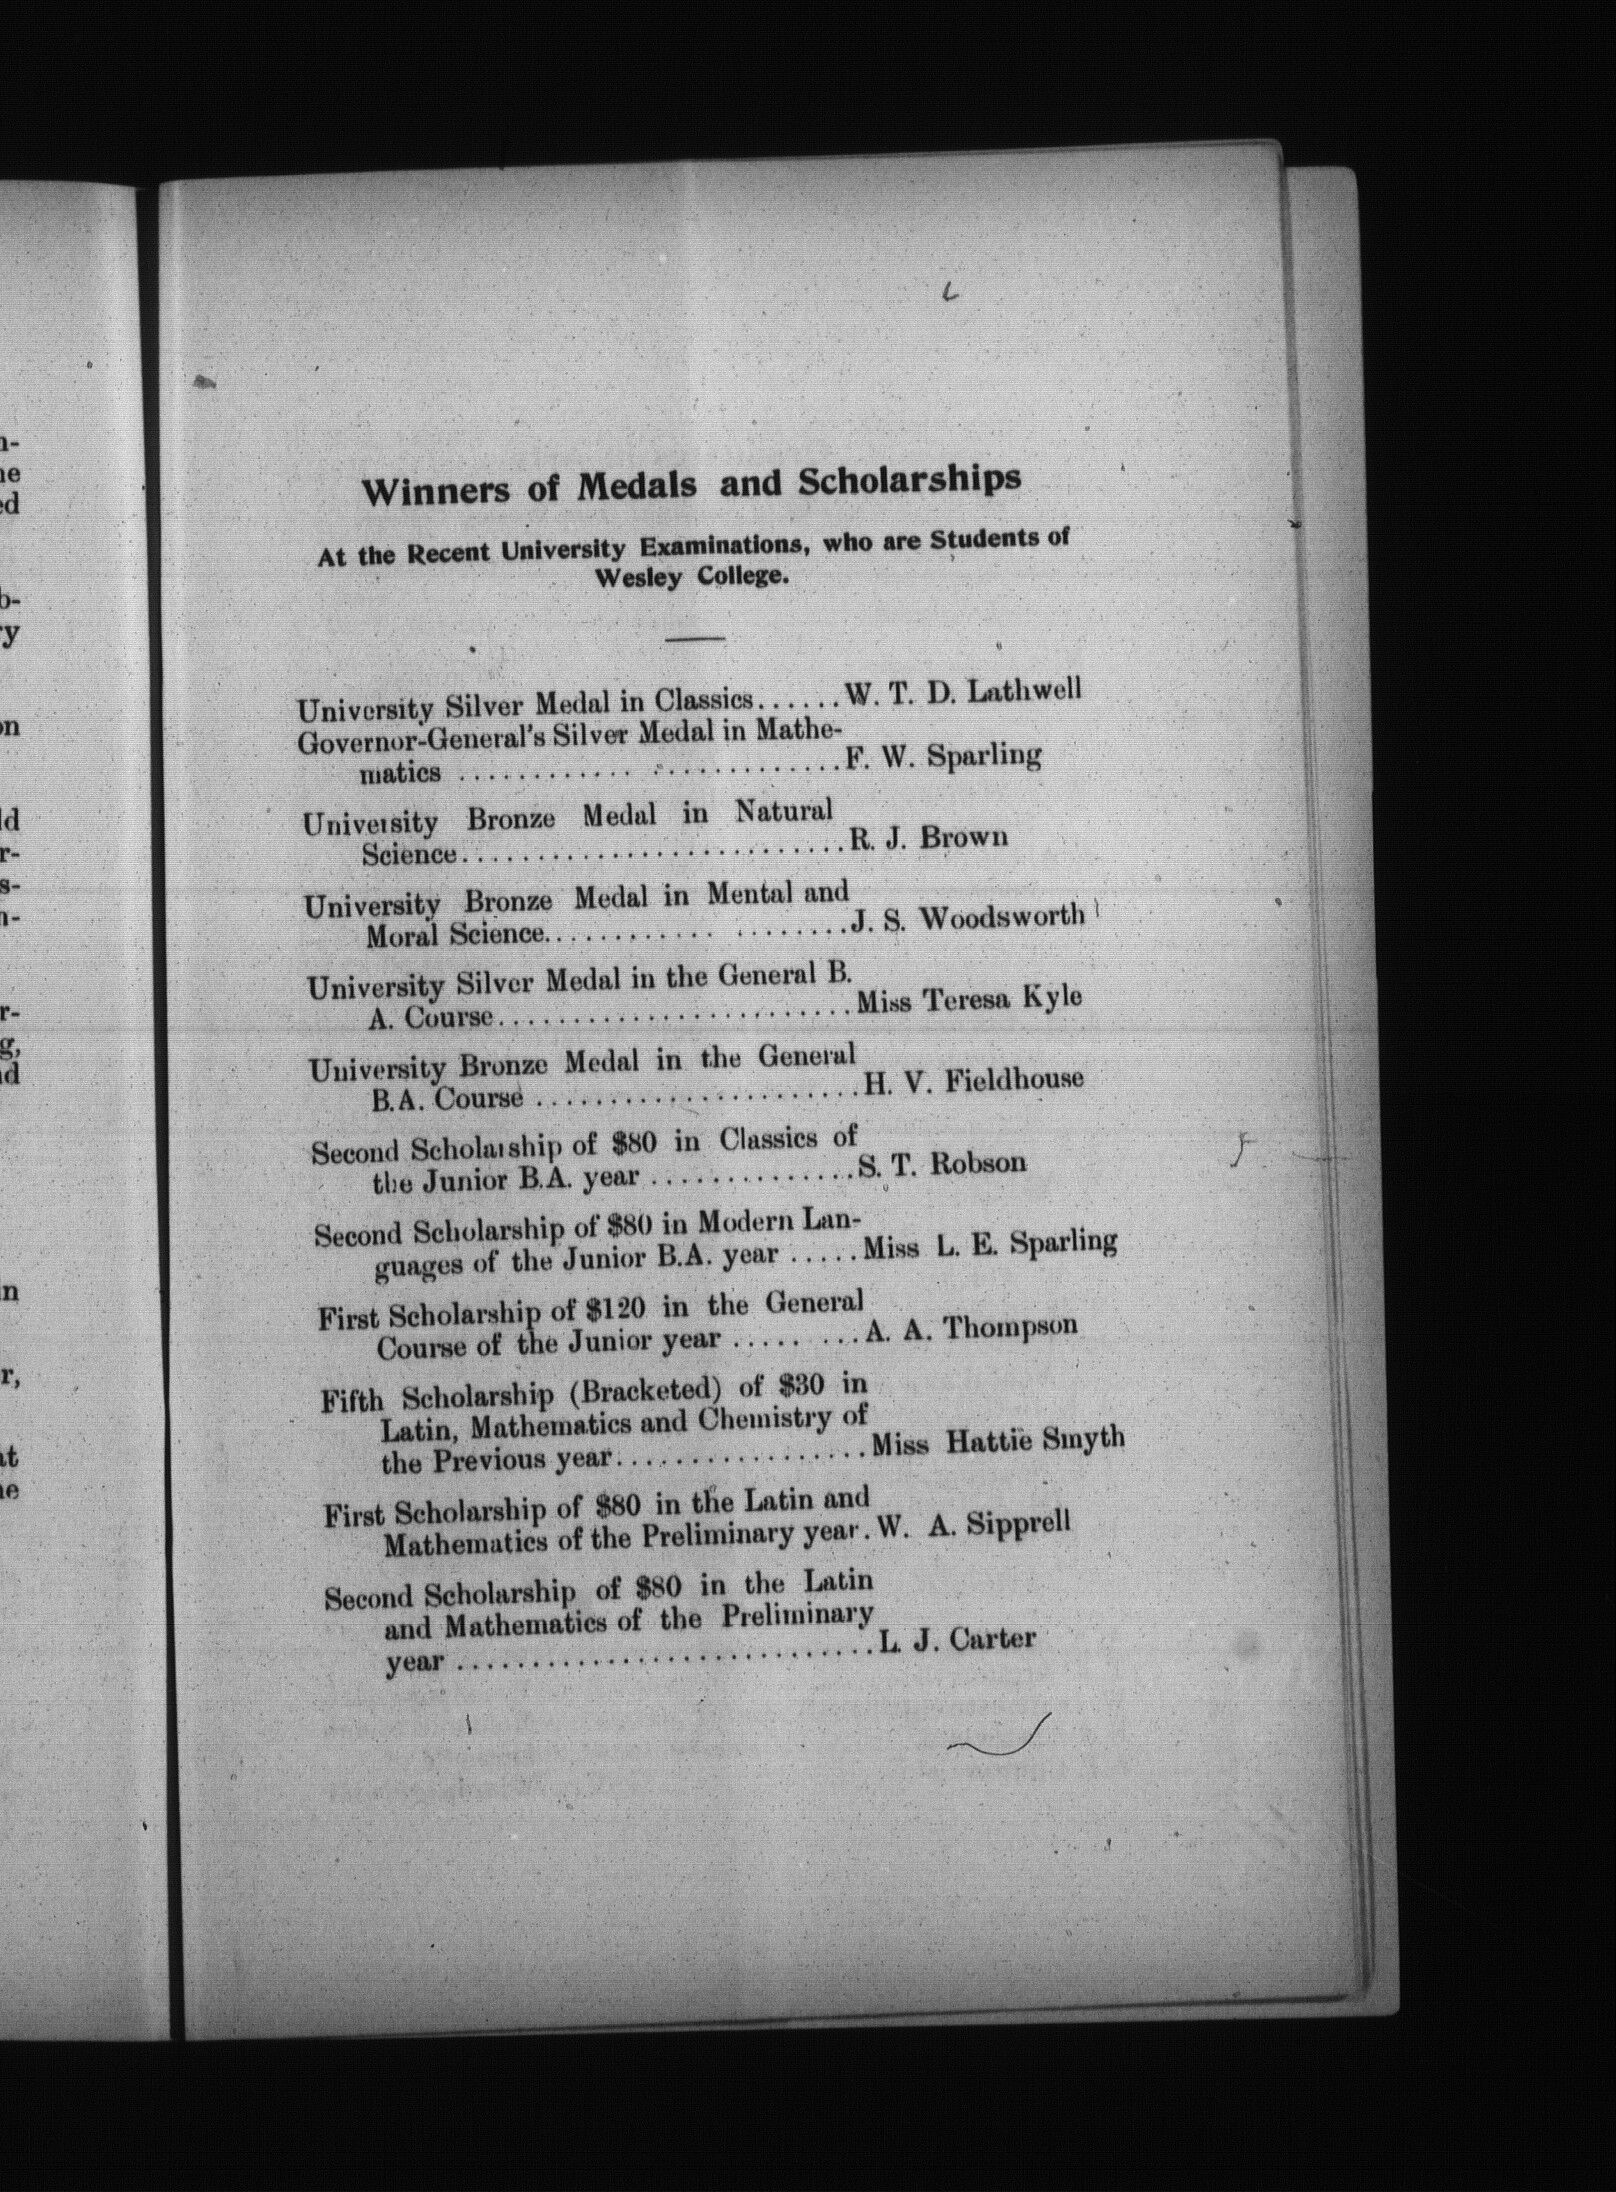 Winners of Medals and Scholarships
At the Recent University Examinations, who are Students of
Wesley College.
University Silver Medal in Classics......W. T. D. Lathwell
Governor-General's Silver Medal in Mathe-
matics ............ .............F. W. Sparling
University Bronze Medal in Natural
Science..........................R. J. Brown
University Bronze Medal in Mental and
Moral Science............ ........J. S. Woodsworth
University Silver Medal in the General B.
A. Course........................Miss Teresa Kyle
University Bronze Medal in the General
B.A. Course ......................H. V. Fieldhouse
Second Scholarship of $80 in Classics of
the Junior B.A. year ..............S. T. Robson
Second Scholarship of $80 in Modern Lan-
guages of the Junior B.A. year .....Miss L. E. Sparling
First Scholarship of $120 in the General
Course of the Junior year ..... ...A. A. Thompson
Fifth Scholarship (Bracketed) of $30 in
Latin, Mathematics and Chemistry of
the Previous year.................Miss Hattie Smyth
First Scholarship of $80 in the Latin and
Mathematics of the Preliminary year.W. A. Sipprell
Second Scholarship of $80 in the Latin
and Mathematics of the Preliminary
year ............................L. J. Carter